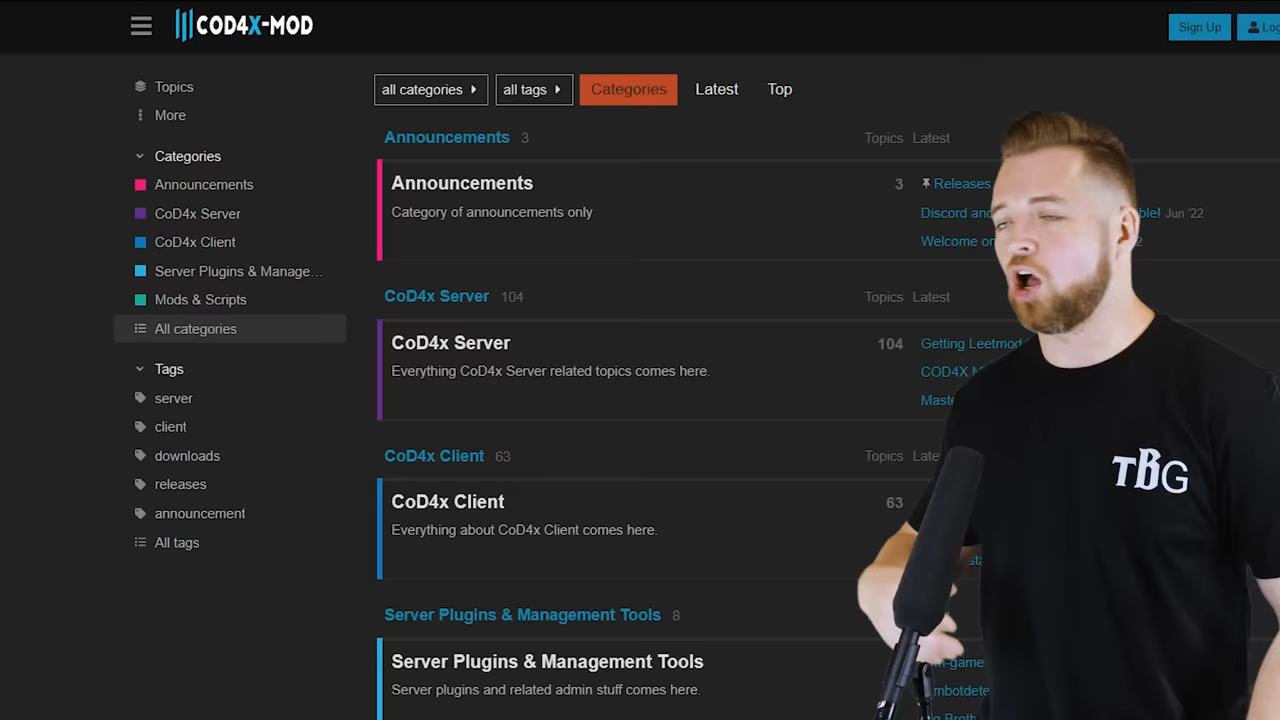 COD4X-MOD
Sign Up
Topics
More
Categories
Announcements
CoD4x Server
CoD4x Client
Server Plugins & Manage...
Mods & Scripts
All categories
Tags
server
client
downloads
releases
announcement
All tags
all categories
all tags
Categories
Latest
Top
Announcements 3
Topics Latest
Announcements
Category of announcements only
3
Releases
Discord and
Jun '22
Welcome
CoD4x Server 104
Topics Latest
CoD4x Server
Everything CoD4x Server related topics comes here.
104
Getting Leetmod
COD4X
CoD4x Client 63
Topics
CoD4x Client
Everything about CoD4x Client comes here.
63
Server Plugins & Management Tools 8
Server Plugins & Management Tools
Server plugins and related admin stuff comes here.
TBG